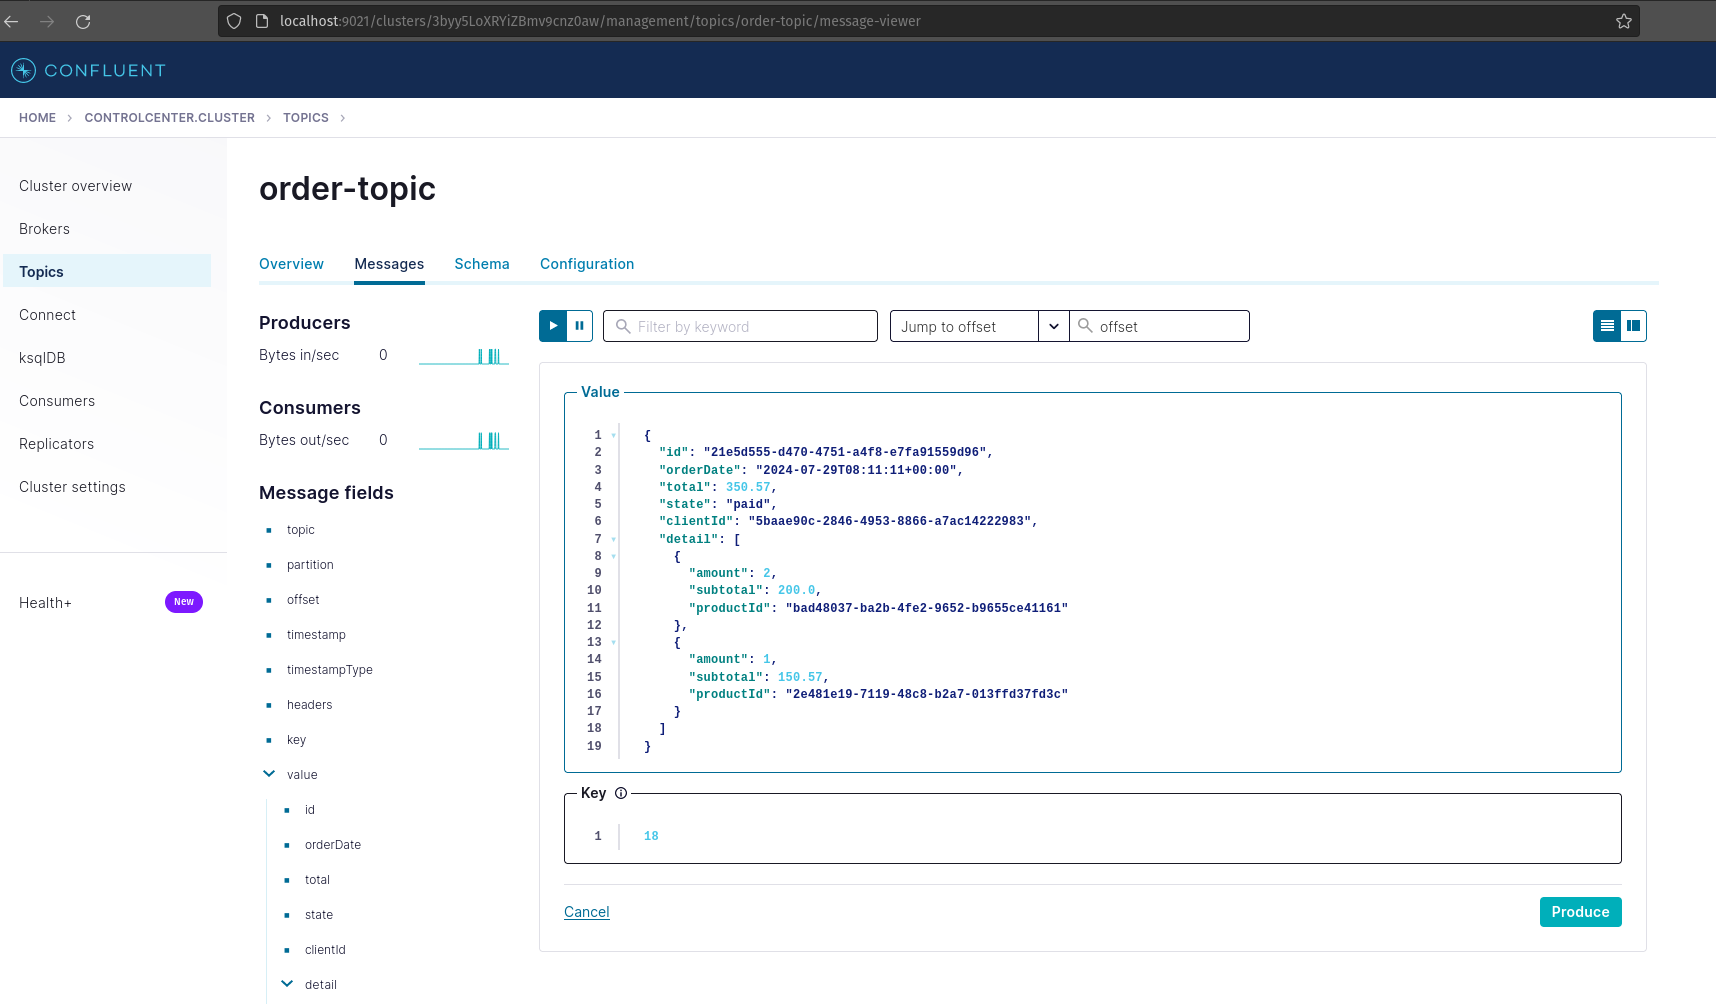 localhost:9021/clusters/3byy5LoXRYiZBmv9cnz0aw/management/topics/order-topic/message-viewer
CONFLUENT
HOME > CONTROLCENTER.CLUSTER > TOPICS >
Cluster overview
Brokers
Topics
Connect
ksqlDB
Consumers
Replicators
Cluster settings
Health+ New
order-topic
Overview Messages Schema Configuration
Producers
Bytes in/sec 0
Consumers
Bytes out/sec 0
Message fields
topic
partition
offset
timestamp
timestampType
headers
key
value
id
orderDate
total
state
clientId
detail
Filter by keyword Jump to offset offset
Value
1 {
2 "id": "21e5d555-d470-4751-a4f8-e7fa91559d96",
3 "orderDate": "2024-07-29T08:11:11+00:00",
4 "total": 350.57,
5 "state": "paid",
6 "clientId": "5baae90c-2846-4953-8866-a7ac14222983",
7 "detail": [
8 {
9 "amount": 2,
10 "subtotal": 200.0,
11 "productId": "bad48037-ba2b-4fe2-9652-b9655ce41161"
12 },
13 {
14 "amount": 1,
15 "subtotal": 150.57,
16 "productId": "2e481e19-7119-48c8-b2a7-013ffd37fd3c"
17 }
18 ]
19 }
Key
1 18
Cancel Produce